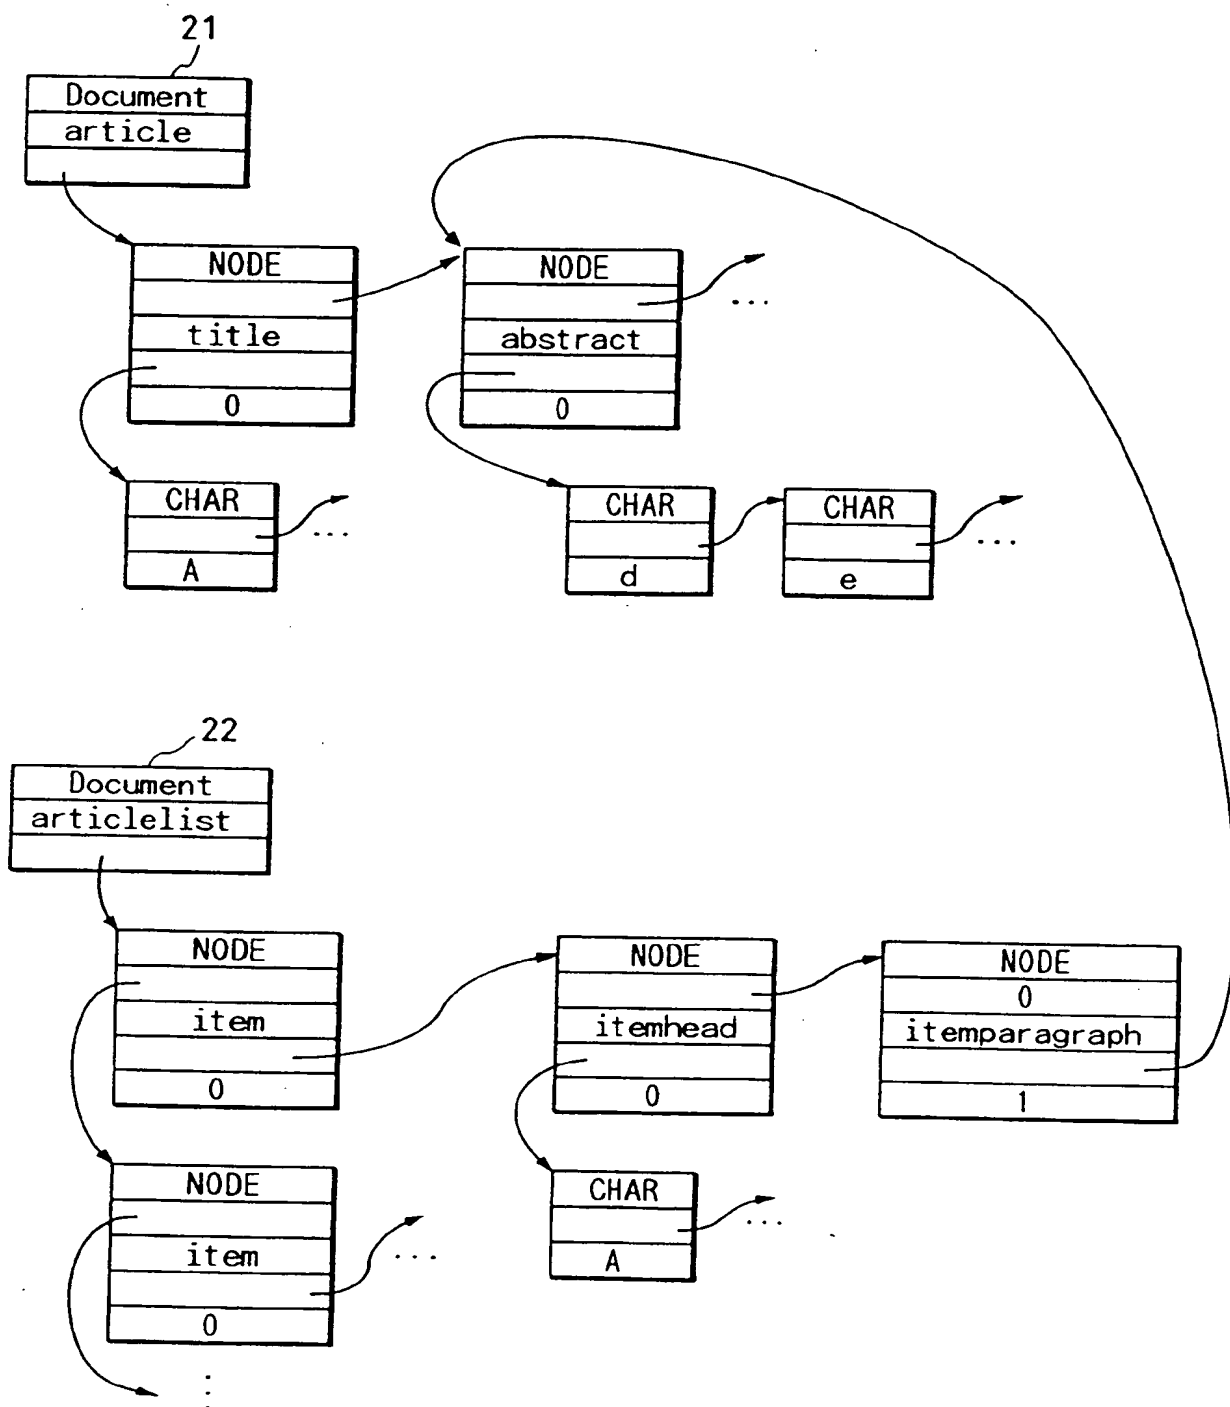 21
Document
article
NODE
title
0
NODE
...
abstract
0
CHAR
...
A
CHAR
d
CHAR
...
e
22
Document
articlelist
NODE
item
0
NODE
itemhead
0
NODE
0
itemparagraph
1
NODE
item
...
0
CHAR
...
A